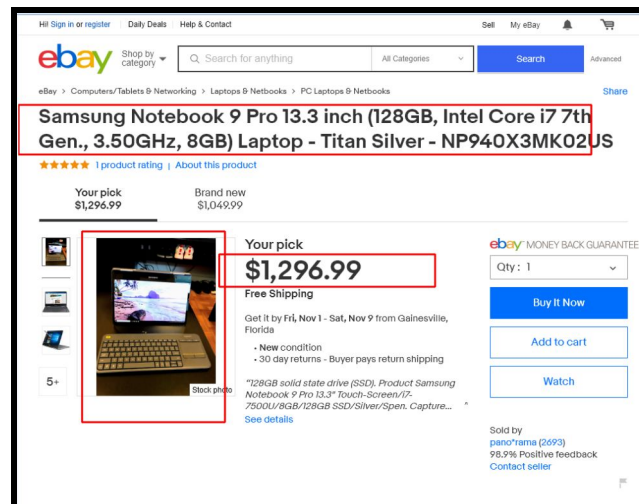 Hi! Sign in or register
Daily Deals
Help & Contact
Sell
My eBay
ebay
Shop by category
Search for anything
All Categories
Search
Advanced
eBay > Computers/Tablets & Networking > Laptops & Netbooks > PC Laptops & Netbooks
Share
Samsung Notebook 9 Pro 13.3 inch (128GB, Intel Core i7 7th
Gen., 3.50GHz, 8GB) Laptop - Titan Silver - NP940X3MK02US
1 product rating | About this product
Your pick
$1,296.99
Brand new
$1,049.99
5+
Stock photo
Your pick
$1,296.99
Free Shipping
Get it by Fri, Nov 1 - Sat, Nov 9 from Gainesville,
Florida
• New condition
• 30 day returns - Buyer pays return shipping
"128GB solid state drive (SSD). Product Samsung
Notebook 9 Pro 13.3" Touch-Screen/i7-
7500U/8GB/128GB SSD/Silver/Spen. Capture...
See details
ebay MONEY BACK GUARANTEE
Qty : 1
Buy It Now
Add to cart
Watch
Sold by
pano*rama (2693)
98.9% Positive feedback
Contact seller